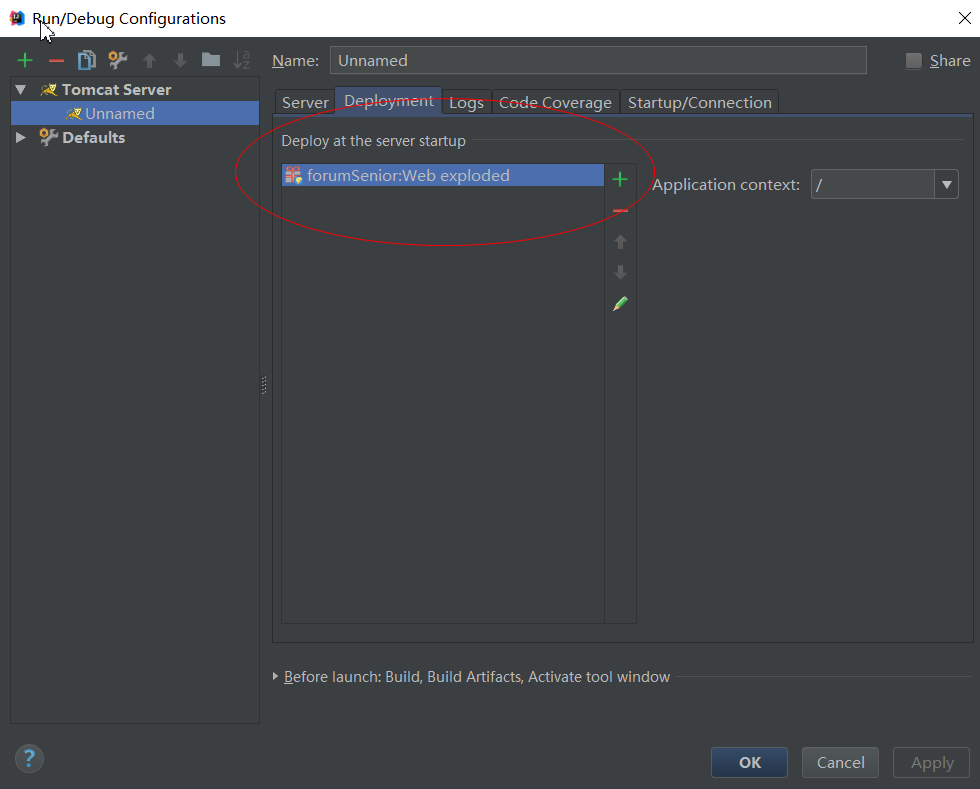 Run/Debug Configurations
Name: Unnamed Share
Tomcat Server
Unnamed
Defaults
Server Deployment Logs Code Coverage Startup/Connection
Deploy at the server startup
forumSenior:Web exploded
Application context: /
Before launch: Build, Build Artifacts, Activate tool window
? OK Cancel Apply